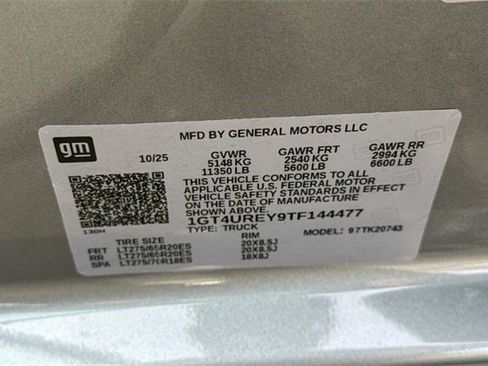 gm
MFD BY GENERAL MOTORS LLC
10/25 GVWR GAWR FRT GAWR RR
5148 KG 2540 KG 2994 KG
11350 LB 5600 LB 6600 LB
THIS VEHICLE CONFORMS TO ALL
APPLICABLE U.S. FEDERAL MOTOR
VEHICLE SAFETY STANDARDS IN EFFECT
ON THE DATE OF MANUFACTURE
SHOWN ABOVE
1GT4UREY9TF144477
TYPE: TRUCK MODEL: 97TK20743
130H
TIRE SIZE RIM
FRT LT275/65R20ES 20X8.5J
RR LT275/65R20ES 20X8.5J
SPA LT275/70R18ES 18X8J